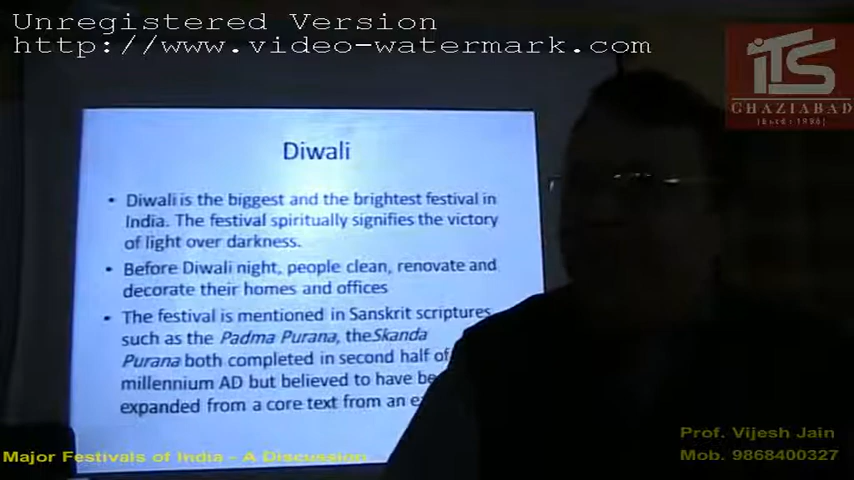 Unregistered Version
http://www.video-watermark.com
iTS
GHAZIABAD
(Estd : 1995)
Diwali
• Diwali is the biggest and the brightest festival in
India. The festival spiritually signifies the victory
of light over darkness.
• Before Diwali night, people clean, renovate and
decorate their homes and offices
• The festival is mentioned in Sanskrit scriptures
such as the Padma Purana, theSkanda
Purana both completed in second half of
millennium AD but believed to have
expanded from a core text from an
Prof. Vijesh Jain
Major Festivals of India - A Discussion
Mob. 9868400327